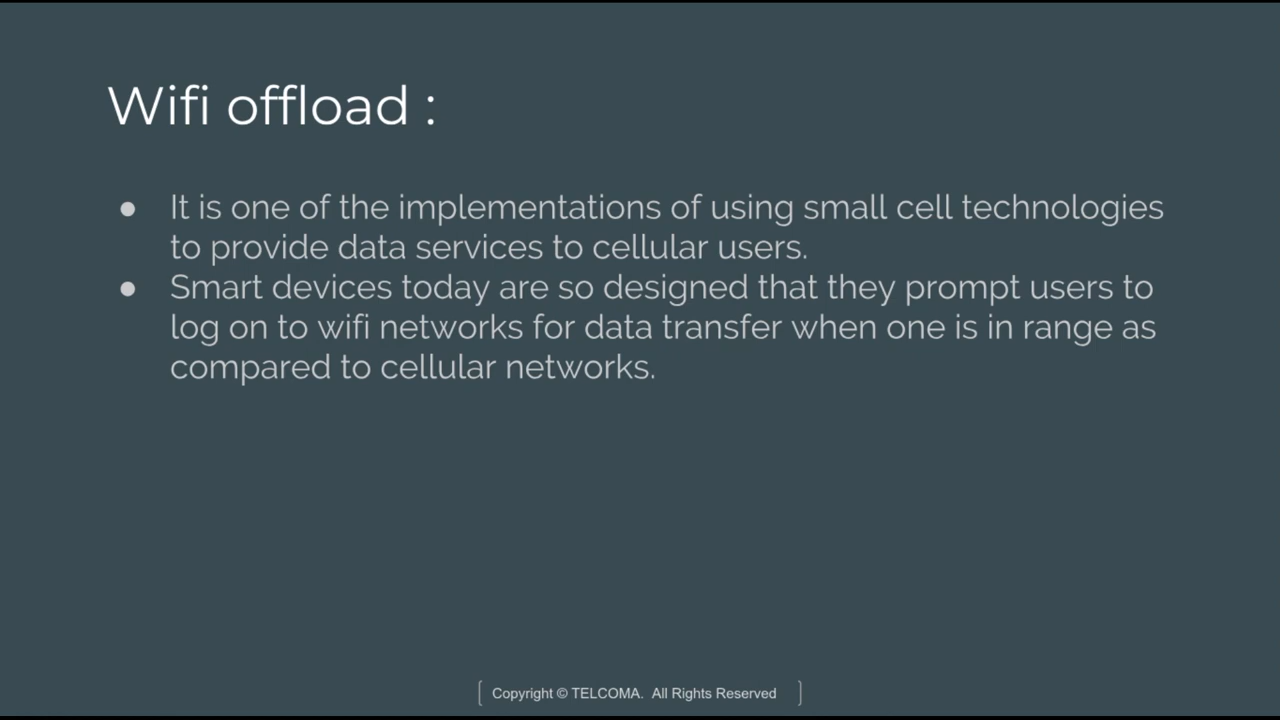 Wifi offload :
● It is one of the implementations of using small cell technologies
to provide data services to cellular users.
● Smart devices today are so designed that they prompt users to
log on to wifi networks for data transfer when one is in range as
compared to cellular networks.
Copyright © TELCOMA. All Rights Reserved